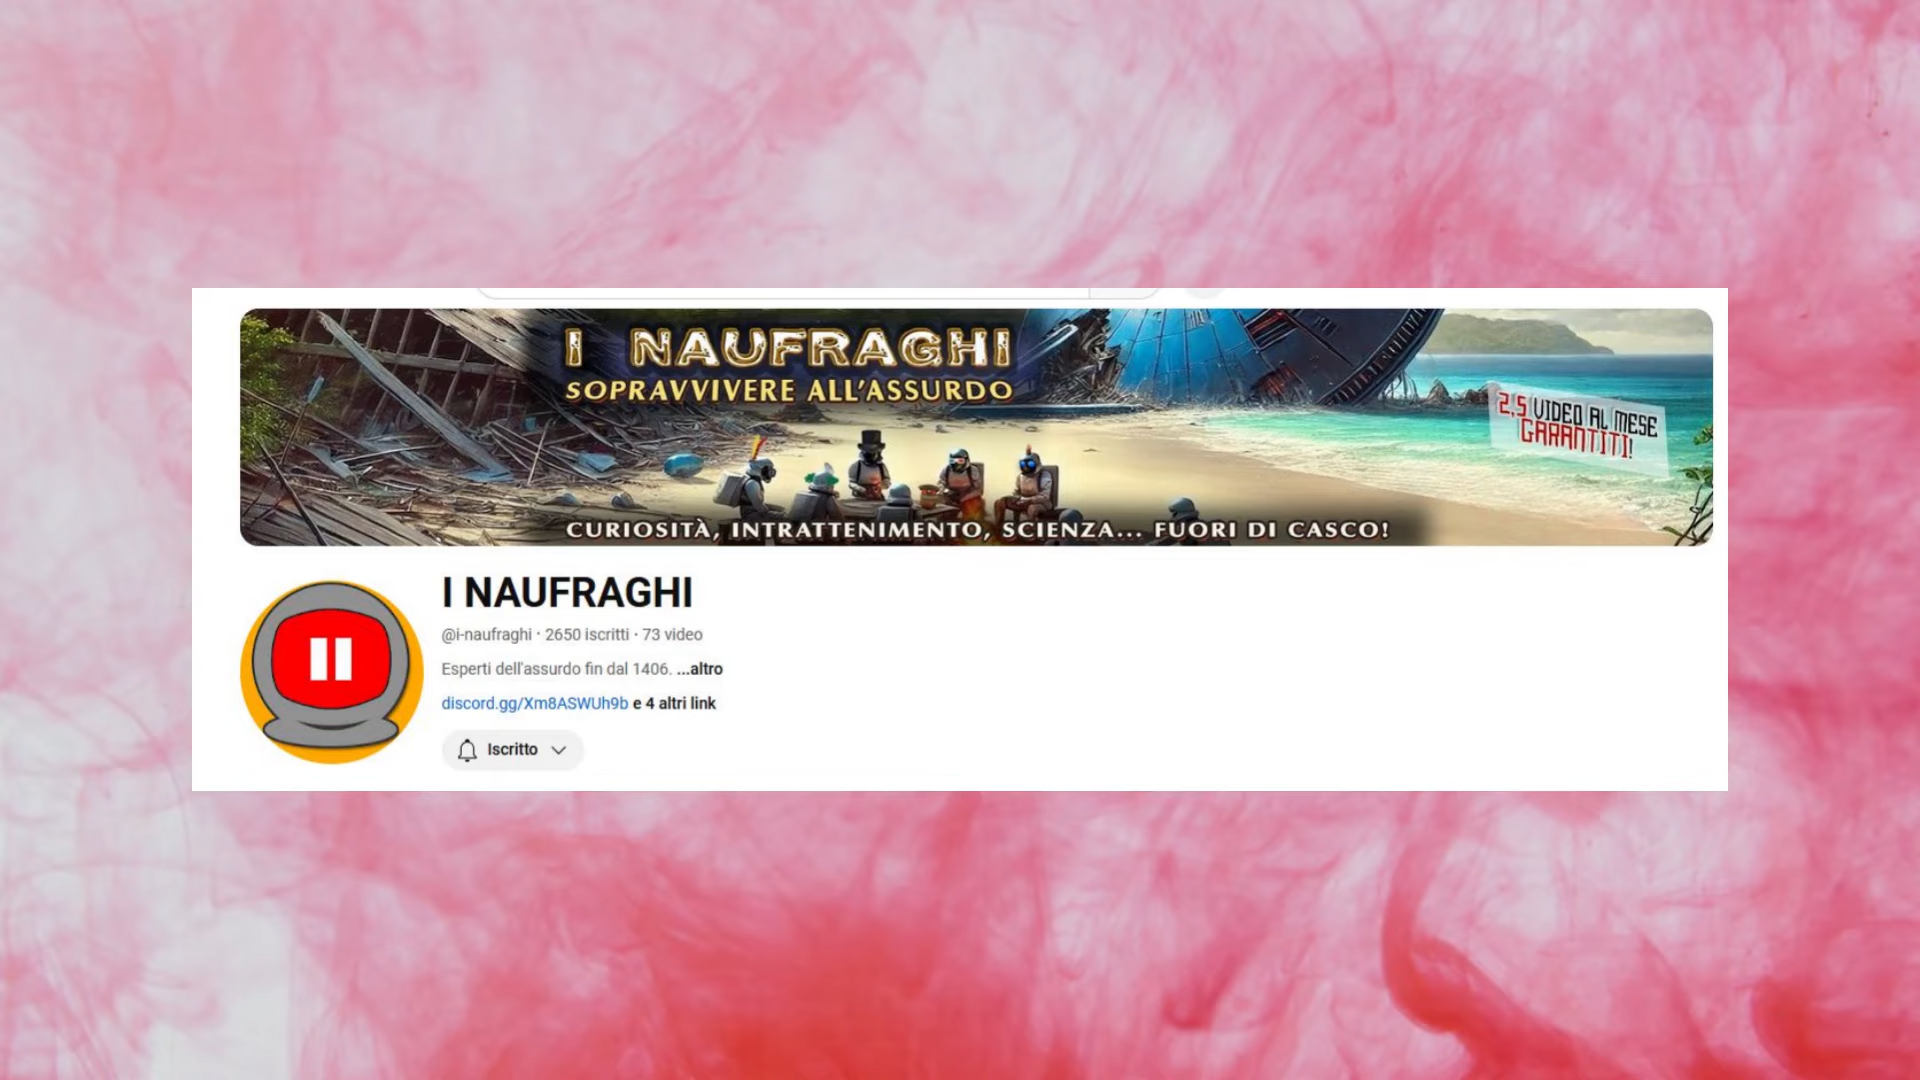 I NAUFRAGHI
SOPRAVVIVERE ALL'ASSURDO
2,5 VIDEO AL MESE
GARANTITI!
CURIOSITÀ, INTRATTENIMENTO, SCIENZA... FUORI DI CASCO!
I NAUFRAGHI
@i-naufraghi · 2650 iscritti · 73 video
Esperti dell'assurdo fin dal 1406. ...altro
discord.gg/Xm8ASWUh9b e 4 altri link
Iscritto